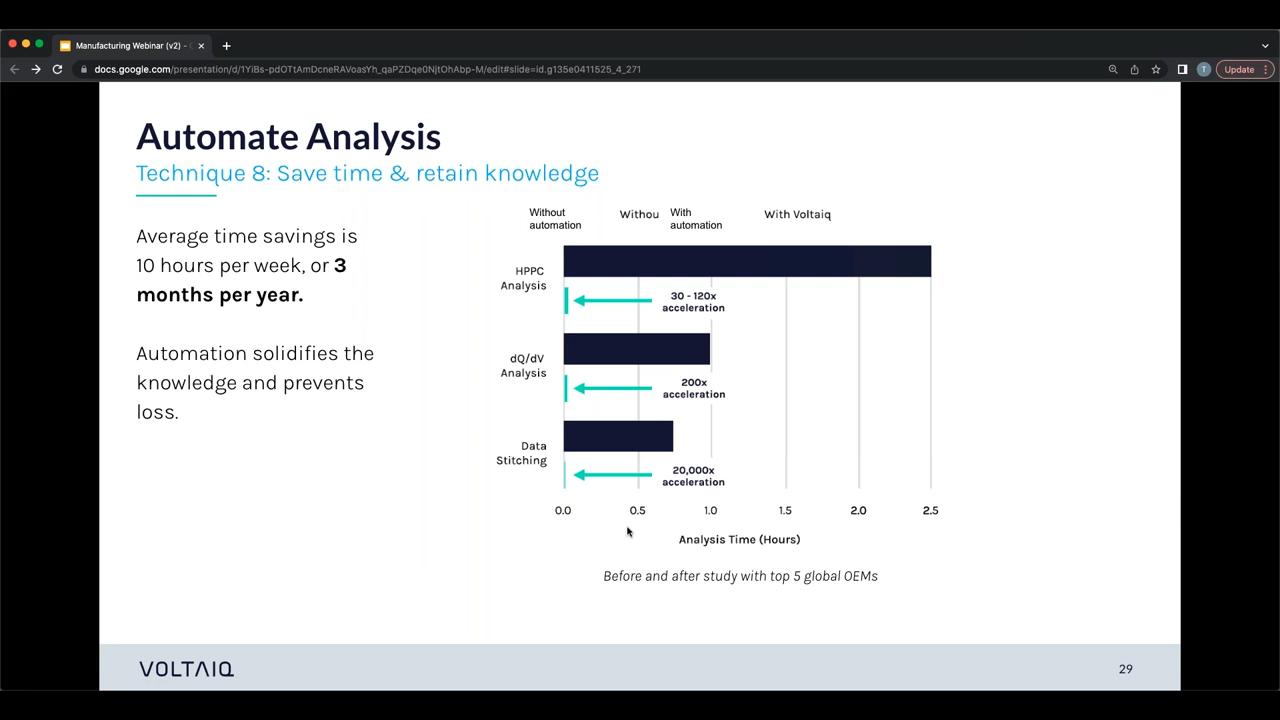 Manufacturing Webinar (v2) -
docs.google.com/presentation/d/1YiBs-pdOTtAmDcneRAVoasYh_qaPZDqe0NjtOhAbp-M/edit#slide=id.g135e0411525_4_271
T
Update
Automate Analysis
Technique 8: Save time & retain knowledge
Average time savings is
10 hours per week, or 3
months per year.
Automation solidifies the
knowledge and prevents
loss.
Without
automation
Withou
With
automation
With Voltaiq
HPPC
Analysis
30 - 120x
acceleration
dQ/dV
Analysis
200x
acceleration
Data
Stitching
20,000x
acceleration
0.0 0.5 1.0 1.5 2.0 2.5
Analysis Time (Hours)
Before and after study with top 5 global OEMs
VOLTAIQ
29